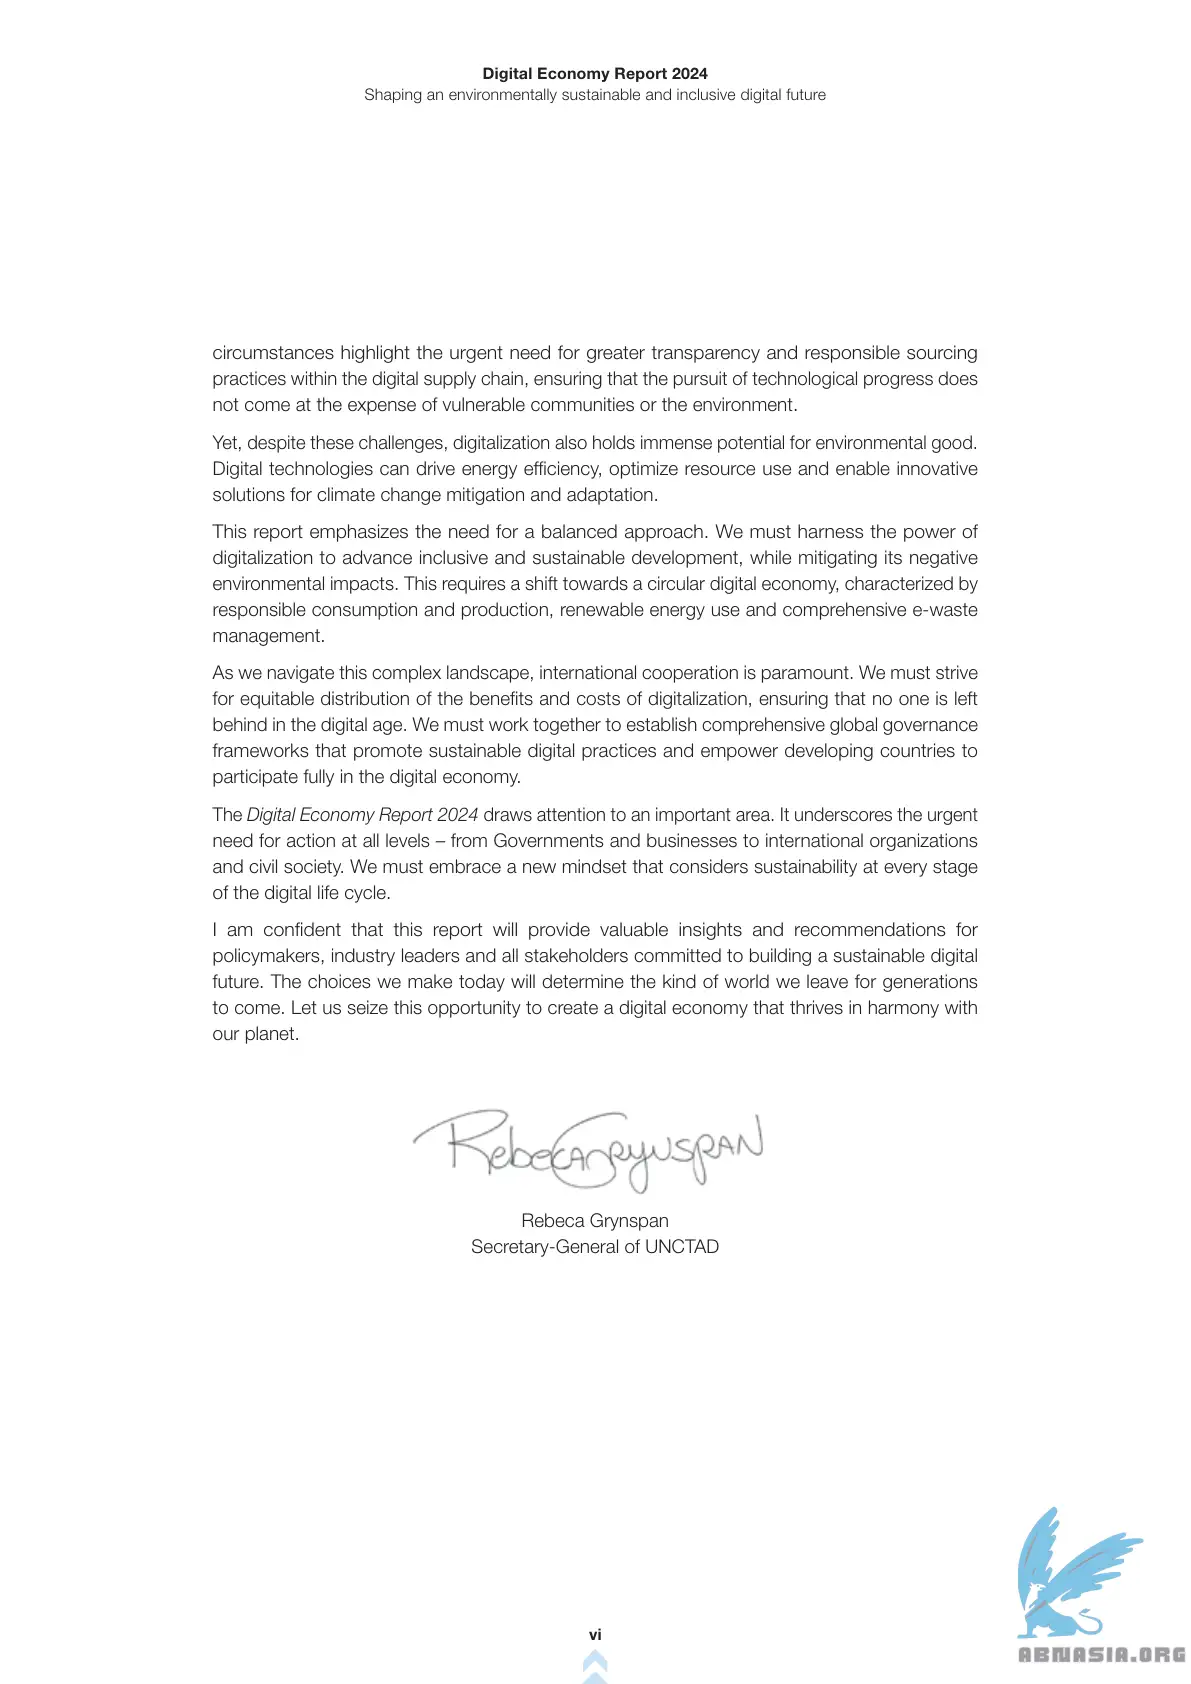 Digital Economy Report 2024
Shaping an environmentally sustainable and inclusive digital future
circumstances highlight the urgent need for greater transparency and responsible sourcing
practices within the digital supply chain, ensuring that the pursuit of technological progress does
not come at the expense of vulnerable communities or the environment.
Yet, despite these challenges, digitalization also holds immense potential for environmental good.
Digital technologies can drive energy efficiency, optimize resource use and enable innovative
solutions for climate change mitigation and adaptation.
This report emphasizes the need for a balanced approach. We must harness the power of
digitalization to advance inclusive and sustainable development, while mitigating its negative
environmental impacts. This requires a shift towards a circular digital economy, characterized by
responsible consumption and production, renewable energy use and comprehensive e-waste
management.
As we navigate this complex landscape, international cooperation is paramount. We must strive
for equitable distribution of the benefits and costs of digitalization, ensuring that no one is left
behind in the digital age. We must work together to establish comprehensive global governance
frameworks that promote sustainable digital practices and empower developing countries to
participate fully in the digital economy.
The Digital Economy Report 2024 draws attention to an important area. It underscores the urgent
need for action at all levels – from Governments and businesses to international organizations
and civil society. We must embrace a new mindset that considers sustainability at every stage
of the digital life cycle.
I am confident that this report will provide valuable insights and recommendations for
policymakers, industry leaders and all stakeholders committed to building a sustainable digital
future. The choices we make today will determine the kind of world we leave for generations
to come. Let us seize this opportunity to create a digital economy that thrives in harmony with
our planet.
Rebeca Grynspan
Rebeca Grynspan
Secretary-General of UNCTAD
vi
ABNASIA.ORG